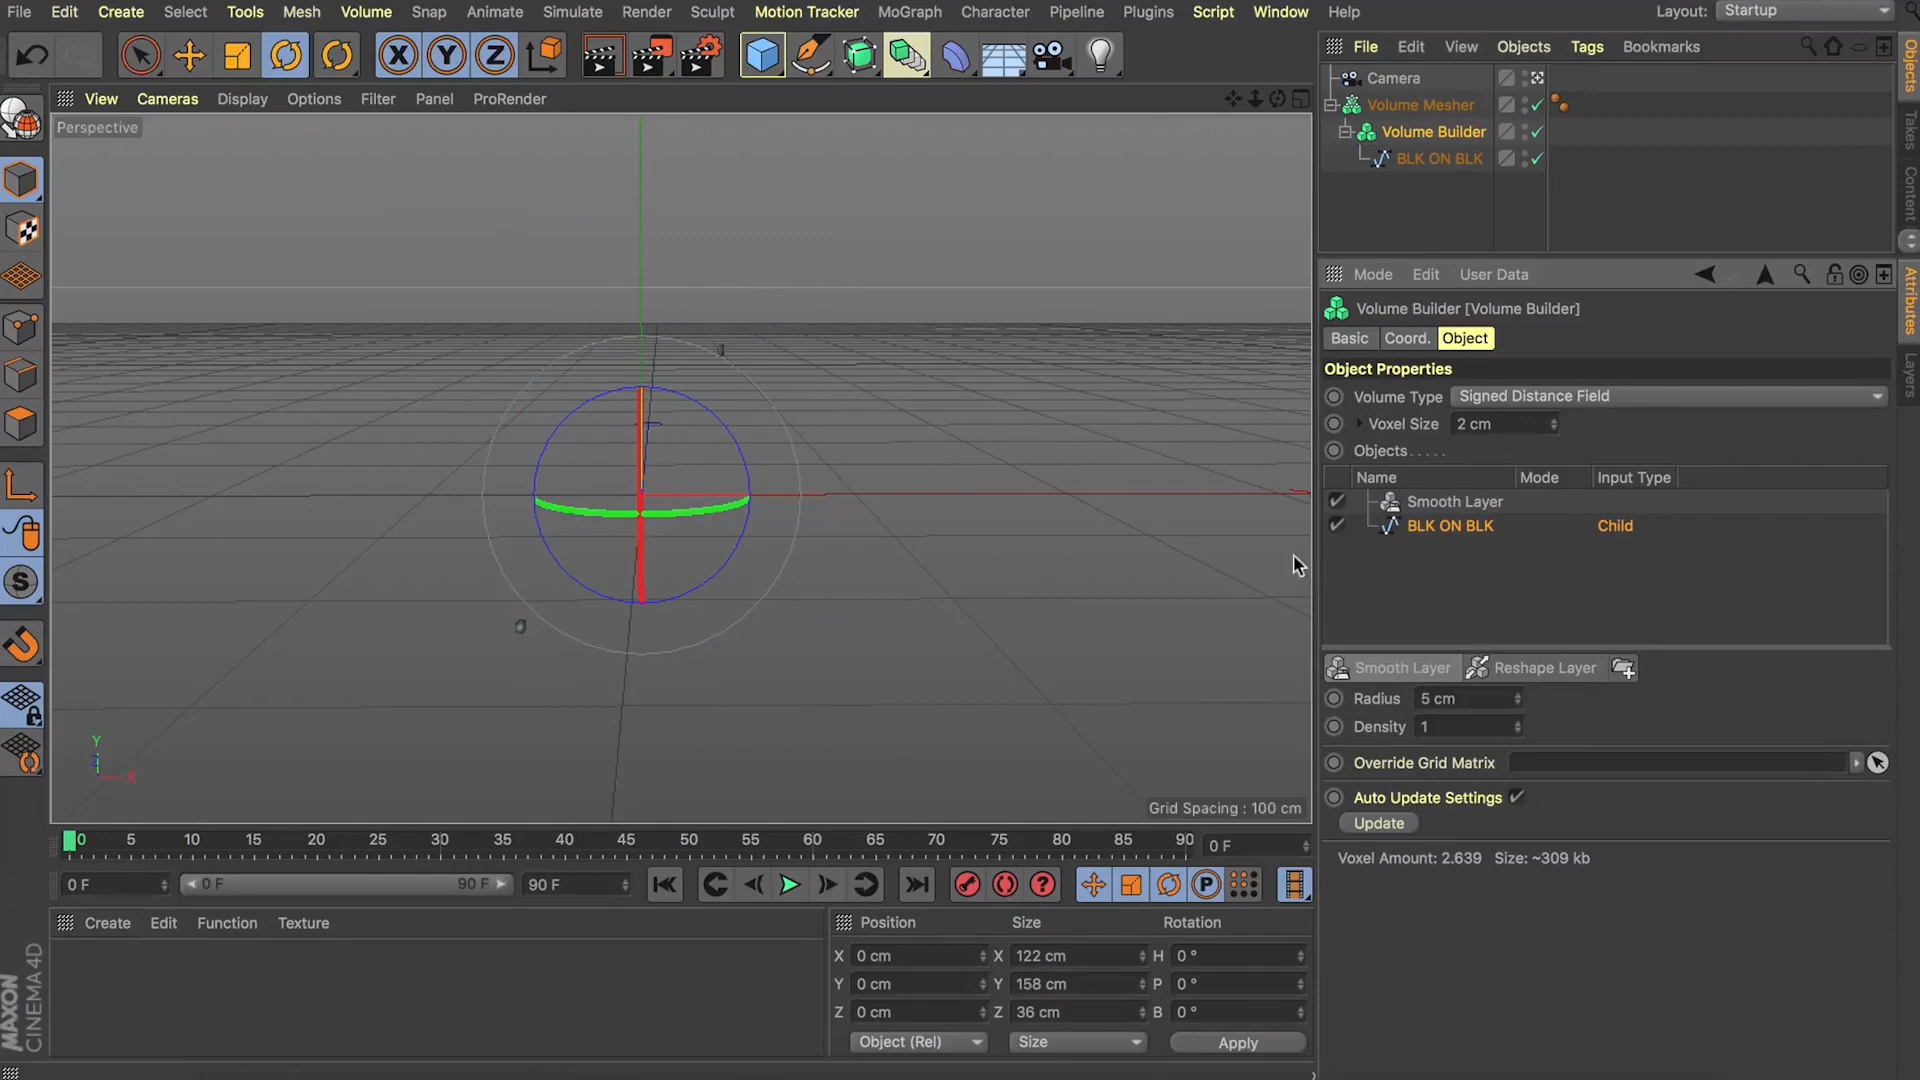 File Edit Create Select Tools Mesh Volume Snap Animate Simulate Render Sculpt Motion Tracker MoGraph Character Pipeline Plugins Script Window Help
Layout: Startup
X Y Z
View Cameras Display Options Filter Panel ProRender
Perspective
Y
Z
X
Grid Spacing : 100 cm
S
File Edit View Objects Tags Bookmarks
Camera
Volume Mesher
Volume Builder
BLK ON BLK
Objects
Takes
Content
Mode Edit User Data
Attributes
Layers
Volume Builder [Volume Builder]
Basic Coord. Object
Object Properties
Volume Type Signed Distance Field
Voxel Size 2 cm
Objects . . . . .
Name Mode Input Type
Smooth Layer
BLK ON BLK Child
Smooth Layer Reshape Layer
Radius 5 cm
Density 1
Override Grid Matrix
Auto Update Settings
Update
Voxel Amount: 2.639 Size: ~309 kb
0 5 10 15 20 25 30 35 40 45 50 55 60 65 70 75 80 85 90 0 F
0 F 0 F 90 F 90 F
? P
Create Edit Function Texture
Position Size Rotation
X 0 cm X 122 cm H 0 °
Y 0 cm Y 158 cm P 0 °
Z 0 cm Z 36 cm B 0 °
Object (Rel) Size Apply
MAXON
CINEMA4D